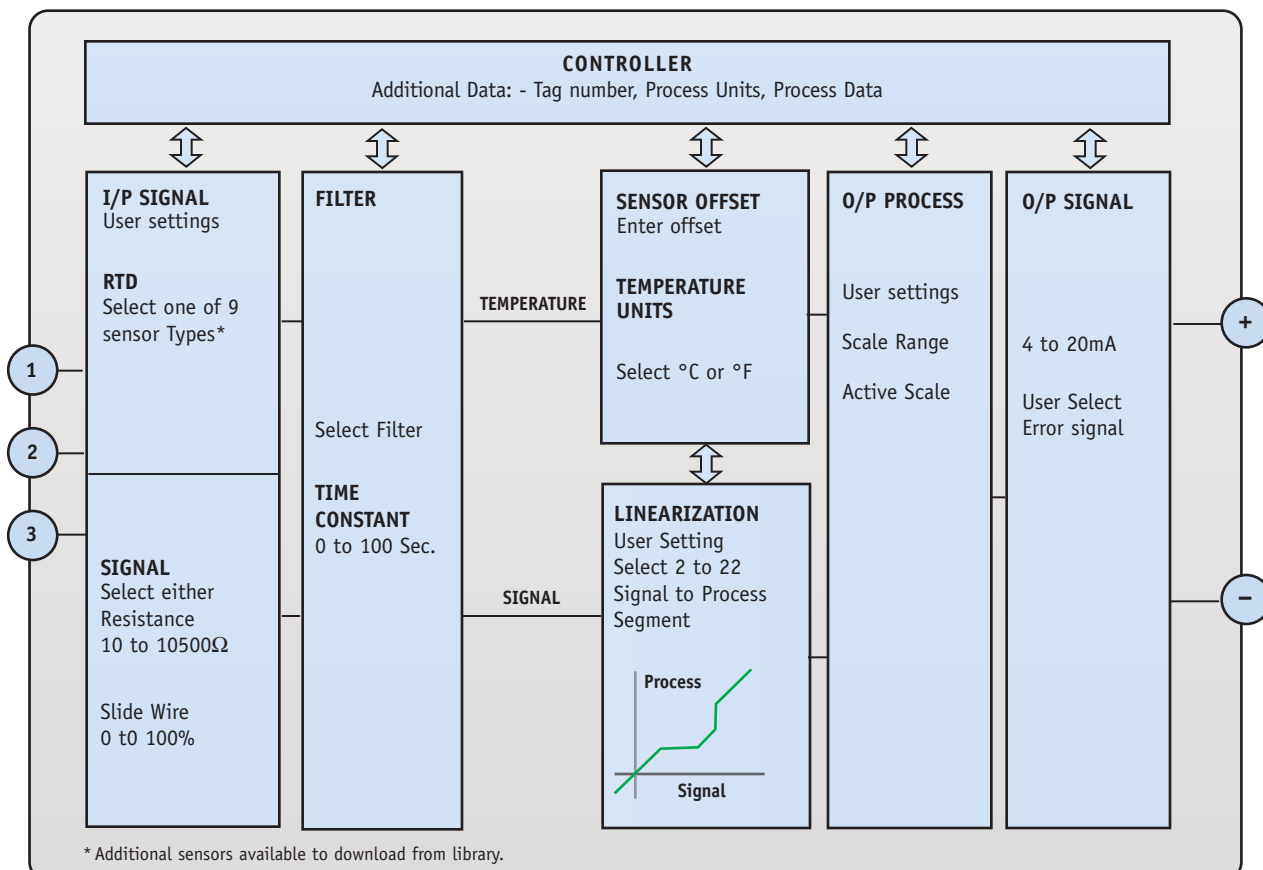 CONTROLLER
Additional Data: - Tag number, Process Units, Process Data
I/P SIGNAL
User settings
RTD
Select one of 9
sensor Types*
1
2
3
SIGNAL
Select either
Resistance
10 to 10500Ω
Slide Wire
0 t0 100%
FILTER
Select Filter
TIME
CONSTANT
0 to 100 Sec.
TEMPERATURE
SIGNAL
SENSOR OFFSET
Enter offset
TEMPERATURE
UNITS
Select °C or °F
LINEARIZATION
User Setting
Select 2 to 22
Signal to Process
Segment
Process
Signal
O/P PROCESS
User settings
Scale Range
Active Scale
O/P SIGNAL
4 to 20mA
User Select
Error signal
+
−
* Additional sensors available to download from library.